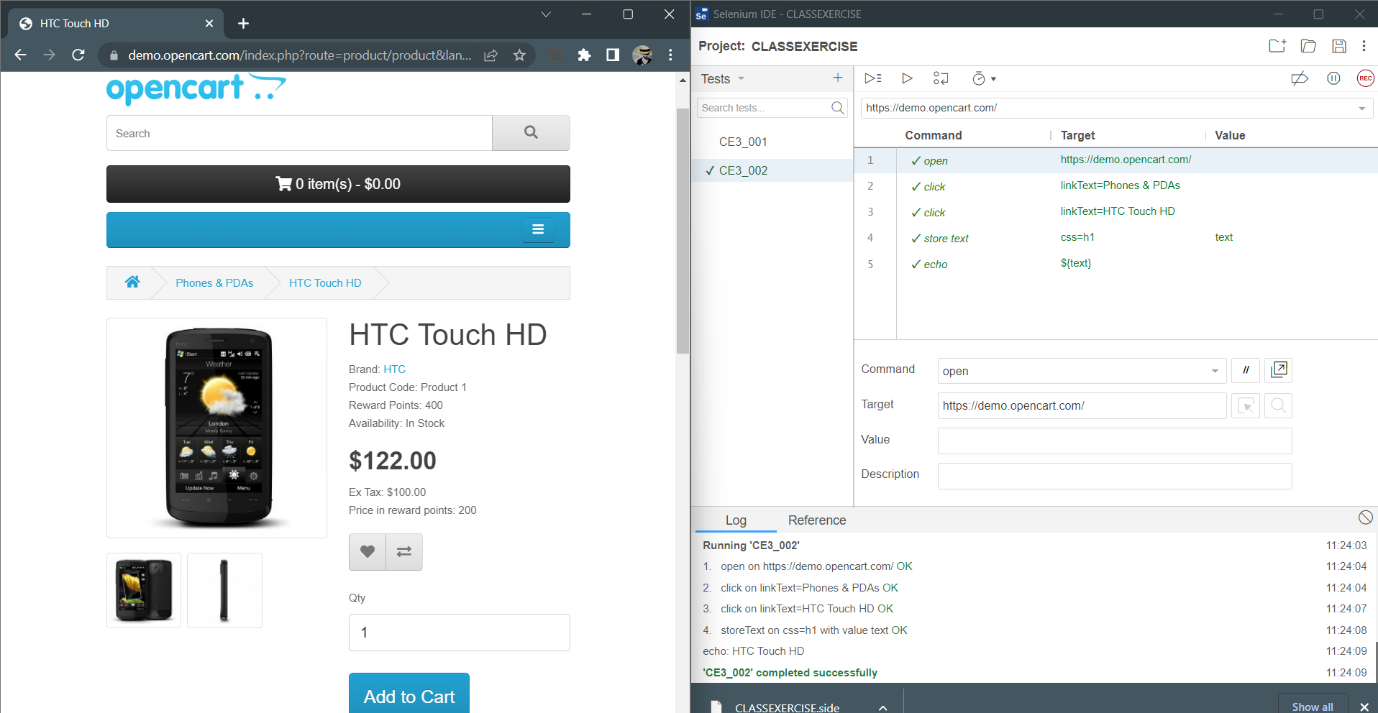 HTC Touch HD
demo.opencart.com/index.php?route=product/product&lan...
opencart
Search
0 item(s) - $0.00
Phones & PDAs
HTC Touch HD
HTC Touch HD
Brand: HTC
Product Code: Product 1
Reward Points: 400
Availability: In Stock
$122.00
Ex Tax: $100.00
Price in reward points: 200
Qty
1
Add to Cart
Start
Weather
London
Update Now Menu
Se Selenium IDE - CLASSEXERCISE
Project: CLASSEXERCISE
Tests
Search tests...
CE3_001
✓ CE3_002
REC
https://demo.opencart.com/
Command Target Value
1 ✓ open https://demo.opencart.com/
2 ✓ click linkText=Phones & PDAs
3 ✓ click linkText=HTC Touch HD
4 ✓ store text css=h1 text
5 ✓ echo ${text}
Command open //
Target https://demo.opencart.com/
Value
Description
Log Reference
Running 'CE3_002' 11:24:03
1. open on https://demo.opencart.com/ OK 11:24:04
2. click on linkText=Phones & PDAs OK 11:24:04
3. click on linkText=HTC Touch HD OK 11:24:07
4. storeText on css=h1 with value text OK 11:24:08
echo: HTC Touch HD 11:24:09
'CE3_002' completed successfully 11:24:09
CLASSEXERCISE.side
Show all